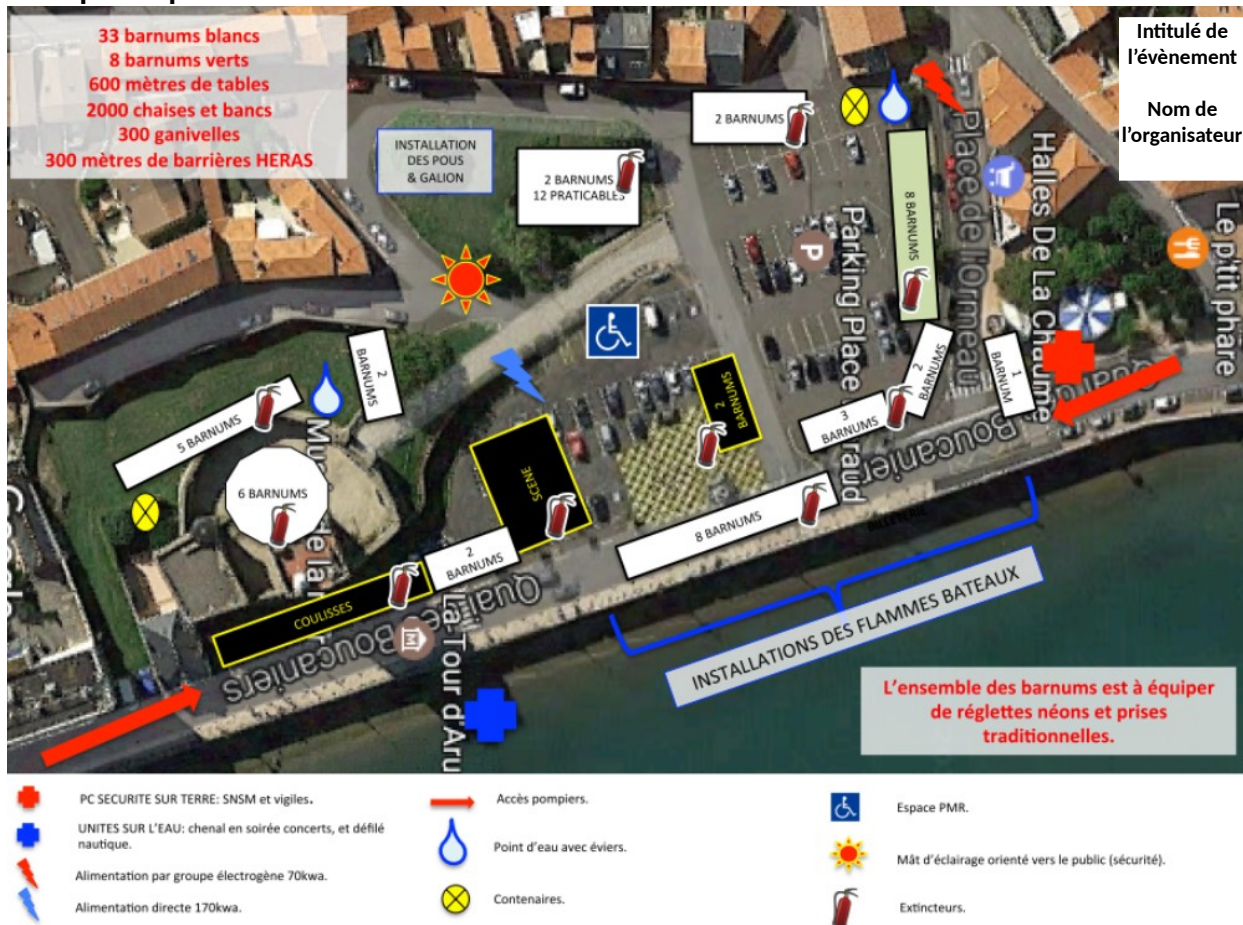 33 barnums blancs
8 barnums verts
600 mètres de tables
2000 chaises et bancs
300 ganivelles
300 mètres de barrières HERAS
Intitulé de
l'évènement
Nom de
l'organisateur
INSTALLATION
DES POUS
& GALION
2 BARNUMS
12 PRATICABLES
2 BARNUMS
8 BARNUMS
Place de l'Ormeau
Halles De La Chaume
Le p'tit phare
Parking Place
raud
P
2
BARNUMS
5 BARNUMS
6 BARNUMS
2
BARNUMS
3
BARNUMS
2
BARNUMS
1
BARNUM
SCENE
2
BARNUMS
8 BARNUMS
COULISSES
Quai des Boucaniers
Boucanier
La Tour d'Aru
INSTALLATIONS DES FLAMMES BATEAUX
L'ensemble des barnums est à équiper
de réglettes néons et prises
traditionnelles.
PC SECURITE SUR TERRE: SNSM et vigiles.
UNITES SUR L'EAU: chenal en soirée concerts, et défilé
nautique.
Alimentation par groupe électrogène 70kwa.
Alimentation directe 170kwa.
Accès pompiers.
Point d'eau avec éviers.
Contenaires.
Espace PMR.
Mât d'éclairage orienté vers le public (sécurité).
Extincteurs.